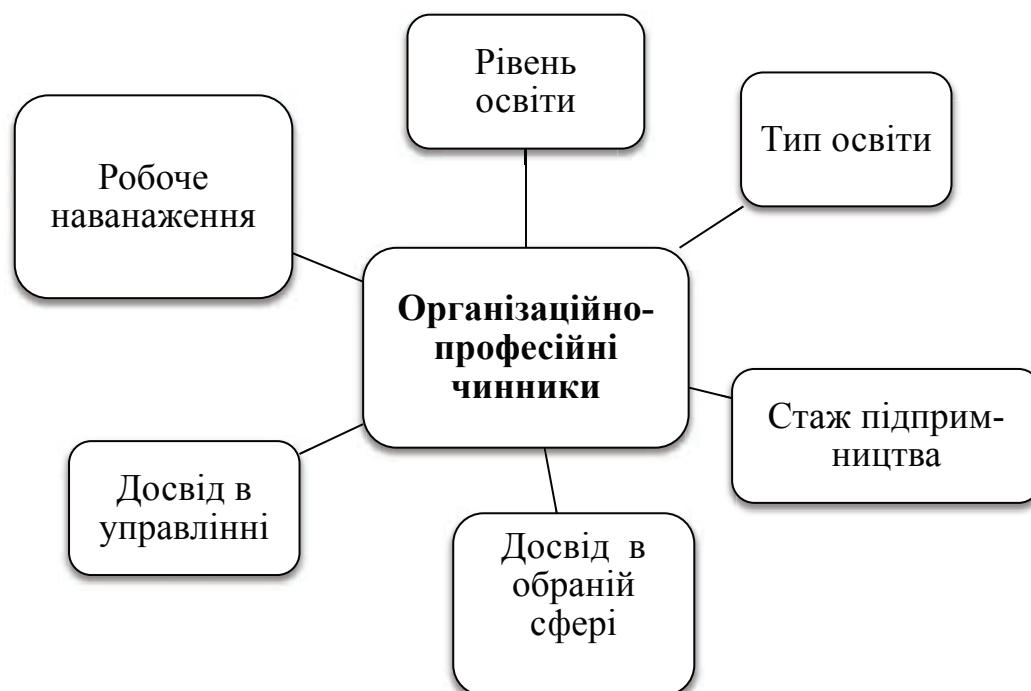 Рівень
освіти
Тип освіти
Робоче
наванаження
Організаційно-
професійні
чинники
Стаж підприм-
ництва
Досвід в
управлінні
Досвід в
обраній
сфері